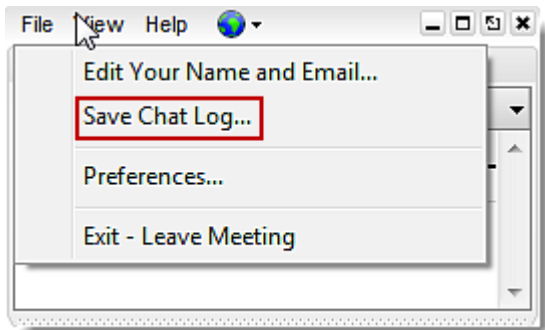 File View Help
Edit Your Name and Email...
Save Chat Log...
Preferences...
Exit - Leave Meeting